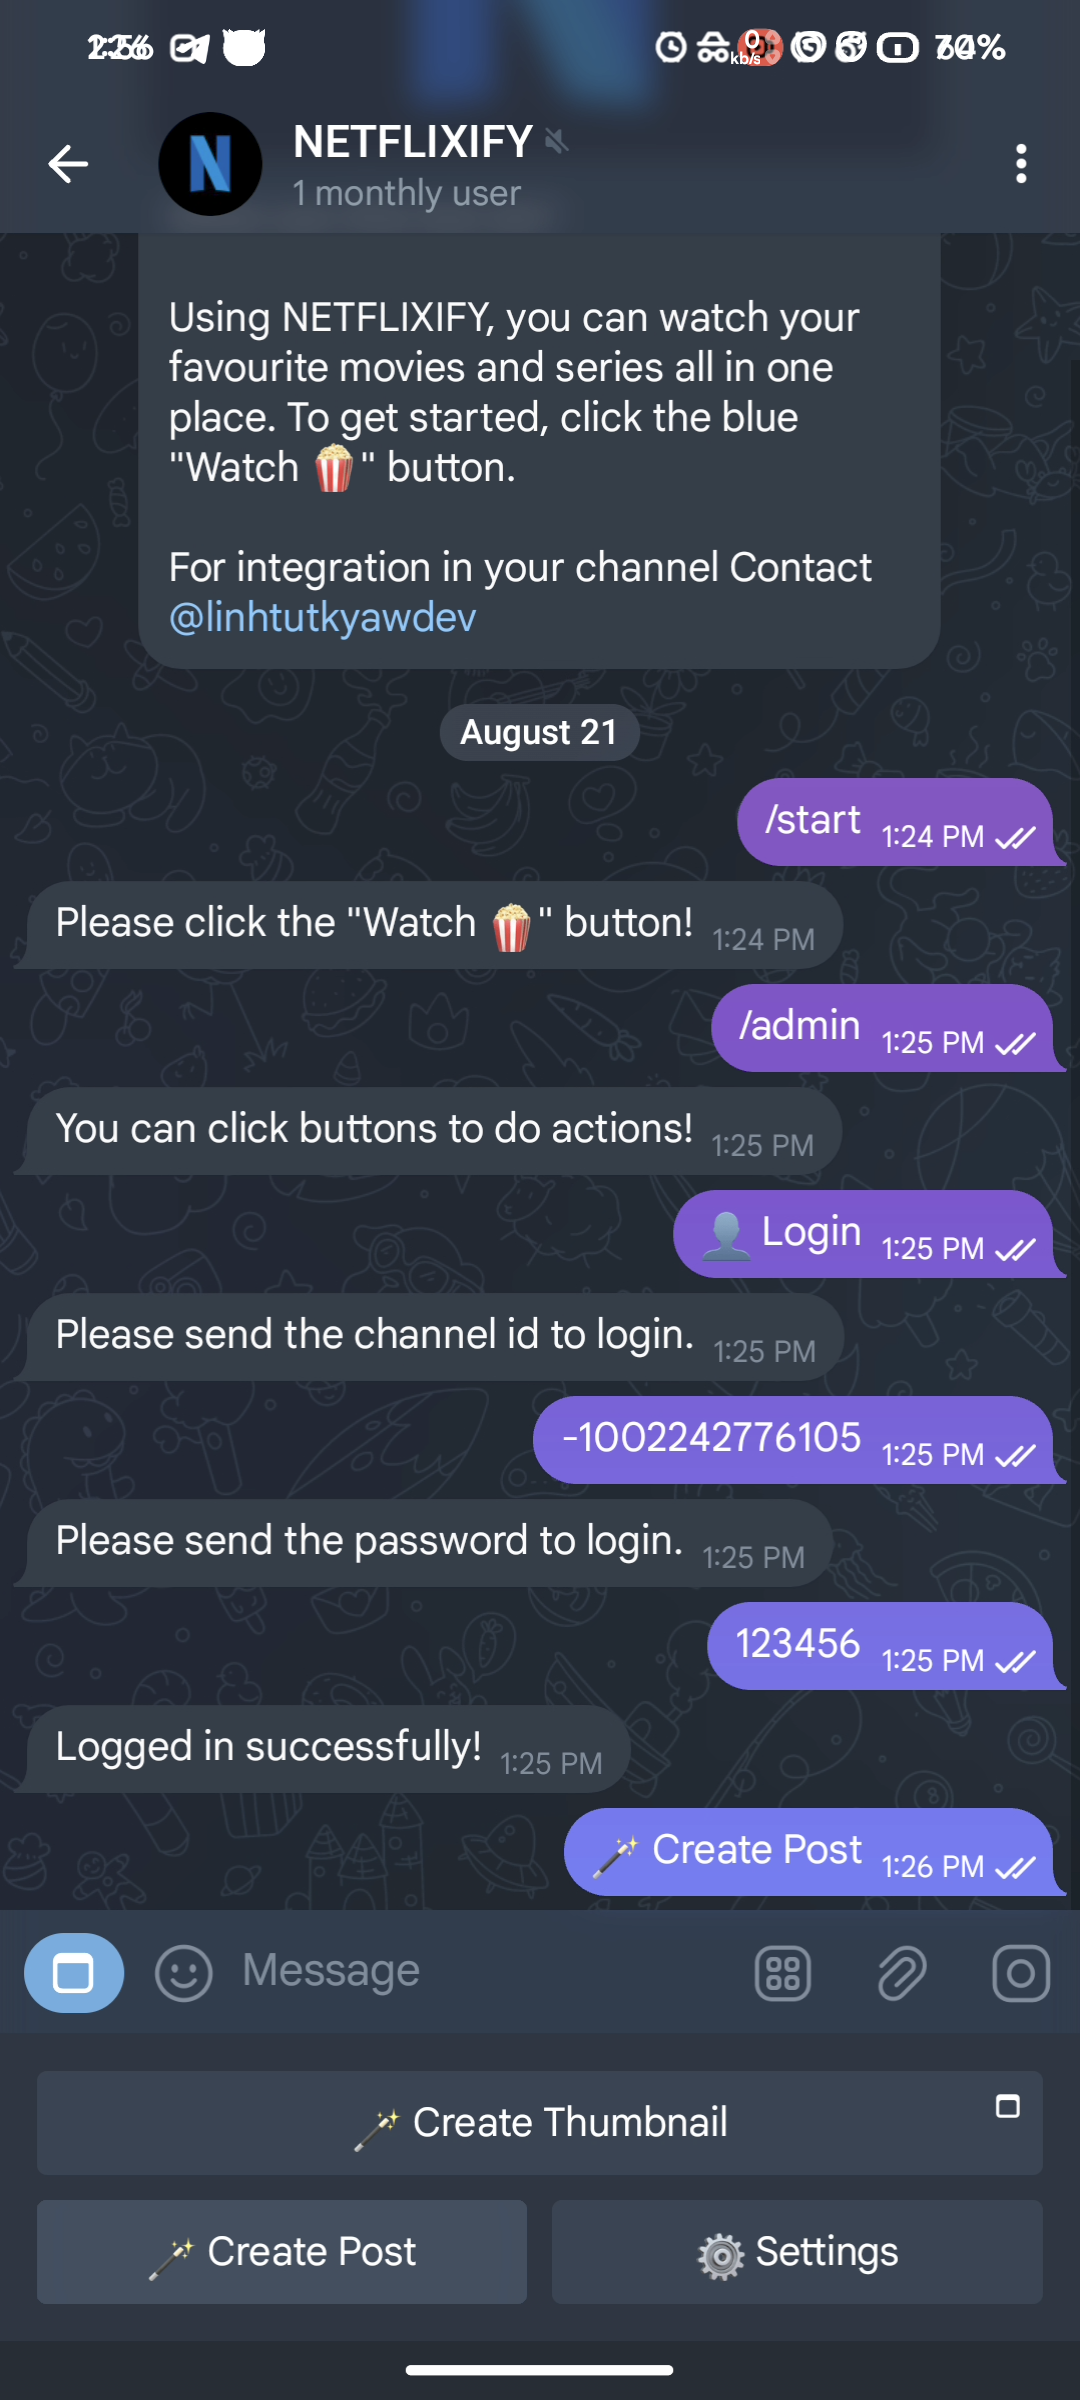 0
kb/s
NETFLIXIFY
1 monthly user
Using NETFLIXIFY, you can watch your
favourite movies and series all in one
place. To get started, click the blue
"Watch 🍿" button.
For integration in your channel Contact
@linhtutkyawdev
August 21
/start 1:24 PM
Please click the "Watch 🍿" button! 1:24 PM
/admin 1:25 PM
You can click buttons to do actions! 1:25 PM
👤 Login 1:25 PM
Please send the channel id to login. 1:25 PM
-1002242776105 1:25 PM
Please send the password to login. 1:25 PM
123456 1:25 PM
Logged in successfully! 1:25 PM
🪄 Create Post 1:26 PM
Message
🪄 Create Thumbnail
🪄 Create Post
⚙️ Settings